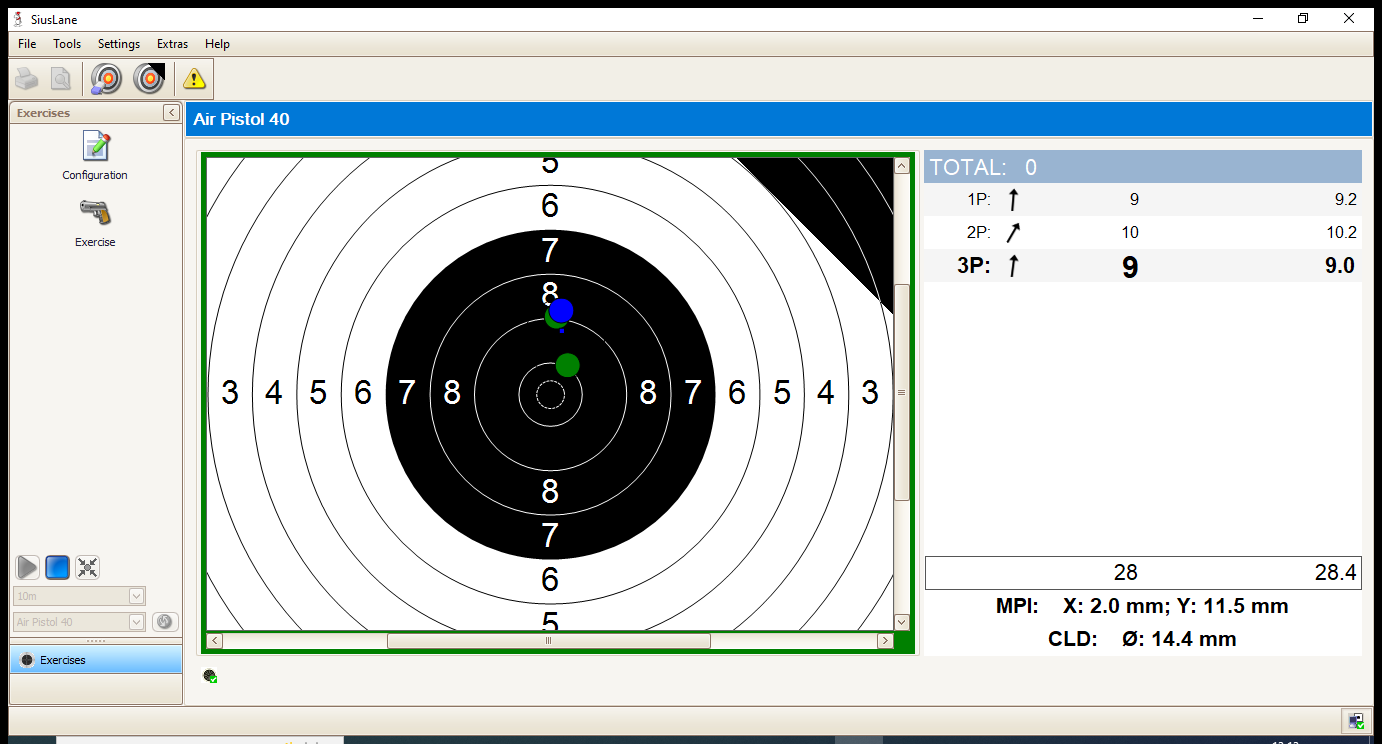 SiusLane
File Tools Settings Extras Help
Exercises
Configuration
Exercise
10m
Air Pistol 40
Exercises
Air Pistol 40
5
6
7
8
3 4 5 6 7 8 8 7 6 5 4 3
8
7
6
5
TOTAL: 0
1P: 9 9.2
2P: 10 10.2
3P: 9 9.0
28 28.4
MPI: X: 2.0 mm; Y: 11.5 mm
CLD: Ø: 14.4 mm